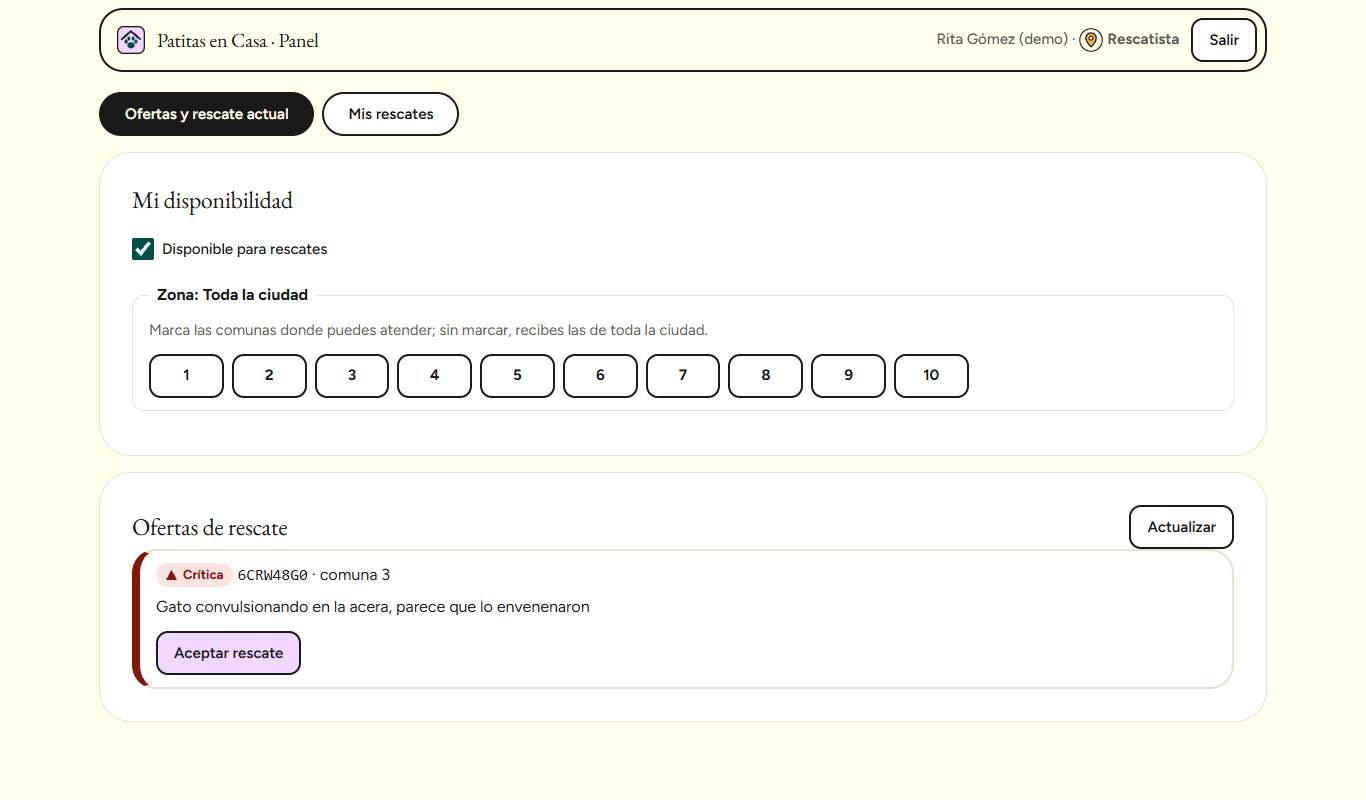 Patitas en Casa · Panel
Rita Gómez (demo) · Rescatista
Salir
Ofertas y rescate actual
Mis rescates
Mi disponibilidad
Disponible para rescates
Zona: Toda la ciudad
Marca las comunas donde puedes atender; sin marcar, recibes las de toda la ciudad.
1 2 3 4 5 6 7 8 9 10
Ofertas de rescate
Actualizar
Crítica 6CRW48G0 · comuna 3
Gato convulsionando en la acera, parece que lo envenenaron
Aceptar rescate